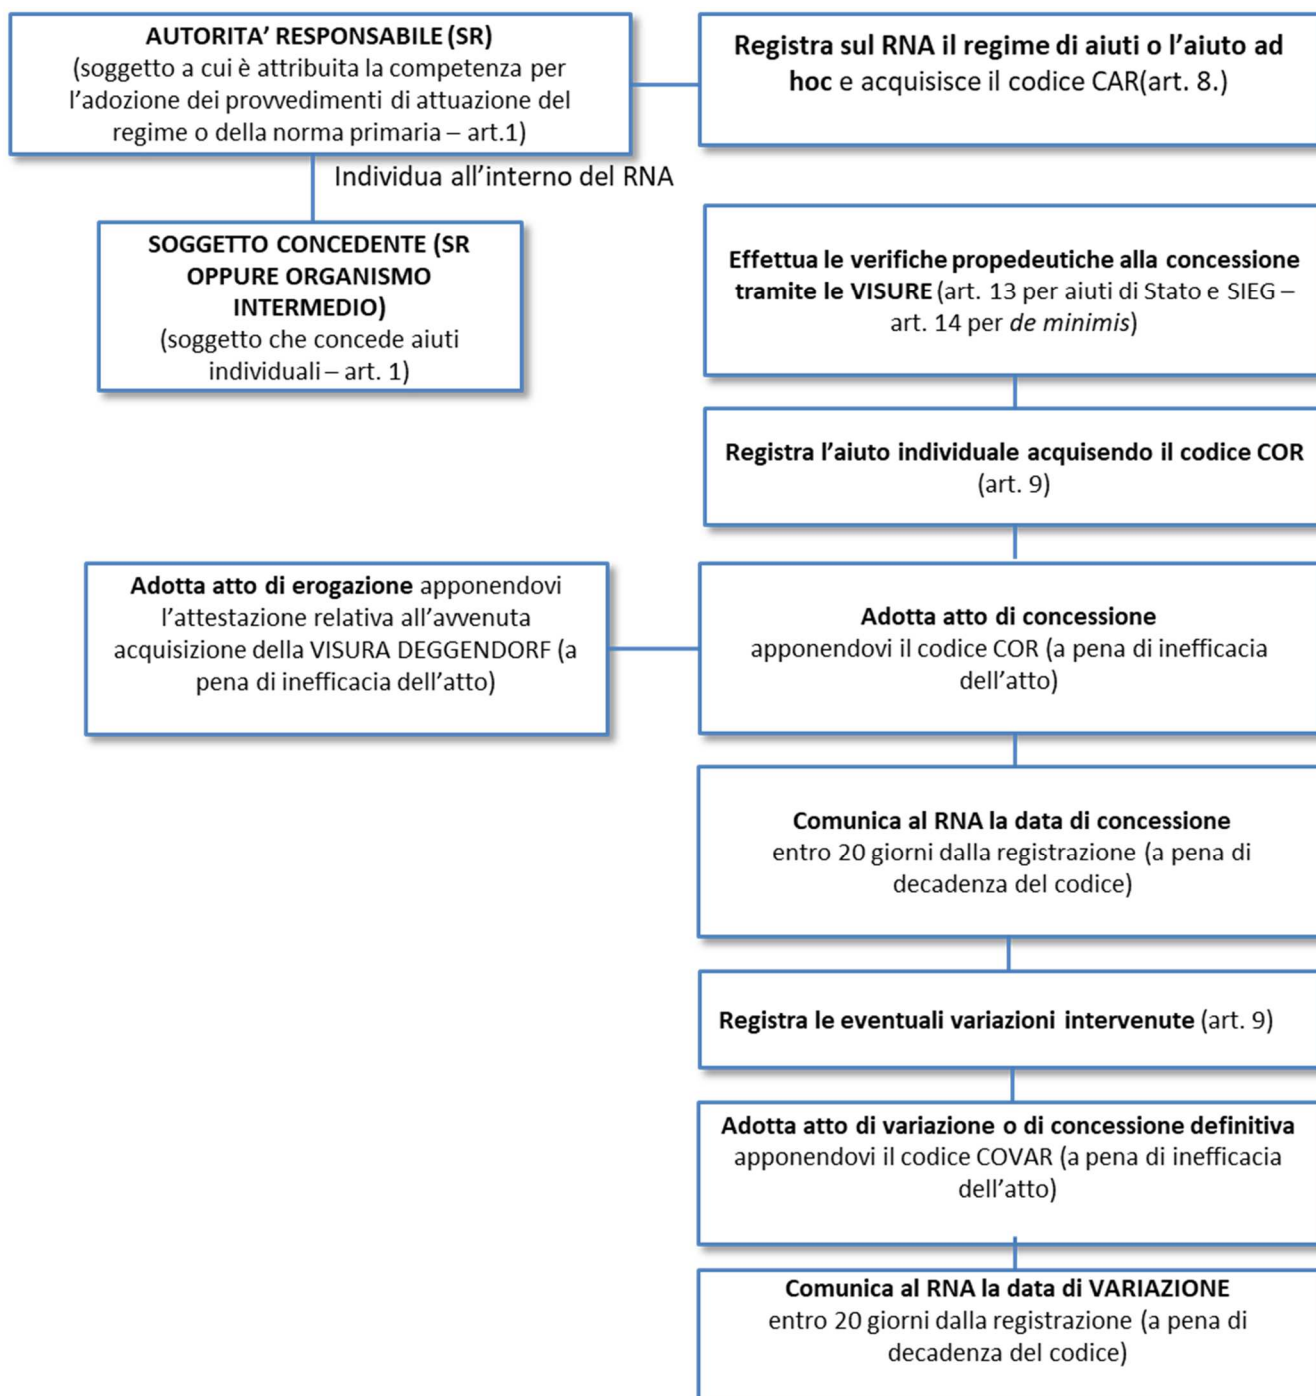 AUTORITA’ RESPONSABILE (SR)
(soggetto a cui è attribuita la competenza per
l’adozione dei provvedimenti di attuazione del
regime o della norma primaria – art.1)
Registra sul RNA il regime di aiuti o l’aiuto ad
hoc e acquisisce il codice CAR(art. 8.)
Individua all’interno del RNA
SOGGETTO CONCEDENTE (SR
OPPURE ORGANISMO
INTERMEDIO)
(soggetto che concede aiuti
individuali – art. 1)
Effettua le verifiche propedeutiche alla concessione
tramite le VISURE (art. 13 per aiuti di Stato e SIEG –
art. 14 per de minimis)
Registra l’aiuto individuale acquisendo il codice COR
(art. 9)
Adotta atto di erogazione apponendovi
l’attestazione relativa all’avvenuta
acquisizione della VISURA DEGGENDORF (a
pena di inefficacia dell’atto)
Adotta atto di concessione
apponendovi il codice COR (a pena di inefficacia
dell’atto)
Comunica al RNA la data di concessione
entro 20 giorni dalla registrazione (a pena di
decadenza del codice)
Registra le eventuali variazioni intervenute (art. 9)
Adotta atto di variazione o di concessione definitiva
apponendovi il codice COVAR (a pena di inefficacia
dell’atto)
Comunica al RNA la data di VARIAZIONE
entro 20 giorni dalla registrazione (a pena di
decadenza del codice)